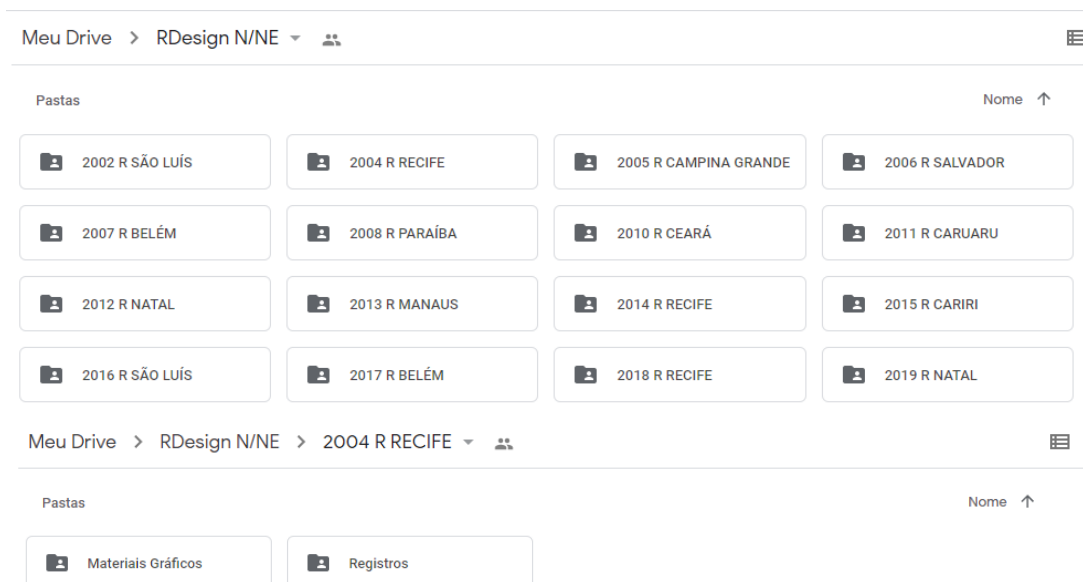 Meu Drive > RDesign N/NE
Pastas Nome ↑
2002 R SÃO LUÍS 2004 R RECIFE 2005 R CAMPINA GRANDE 2006 R SALVADOR
2007 R BELÉM 2008 R PARAÍBA 2010 R CEARÁ 2011 R CARUARU
2012 R NATAL 2013 R MANAUS 2014 R RECIFE 2015 R CARIRI
2016 R SÃO LUÍS 2017 R BELÉM 2018 R RECIFE 2019 R NATAL
Meu Drive > RDesign N/NE > 2004 R RECIFE
Pastas Nome ↑
Materiais Gráficos Registros